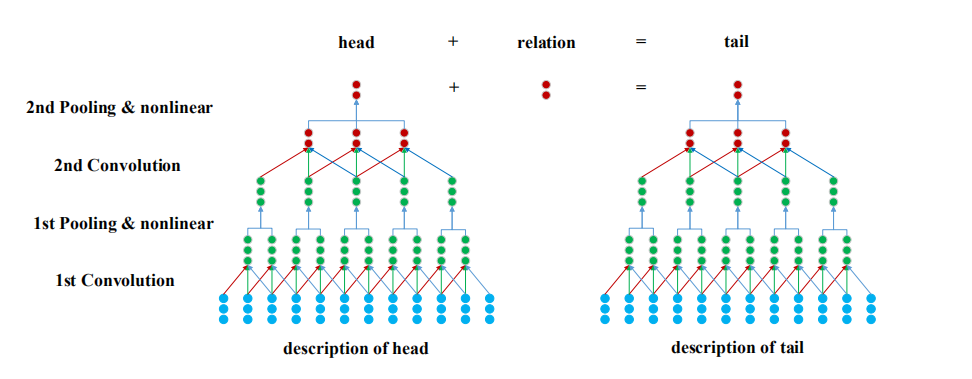 head + relation = tail
+ =
2nd Pooling & nonlinear
2nd Convolution
1st Pooling & nonlinear
1st Convolution
description of head description of tail